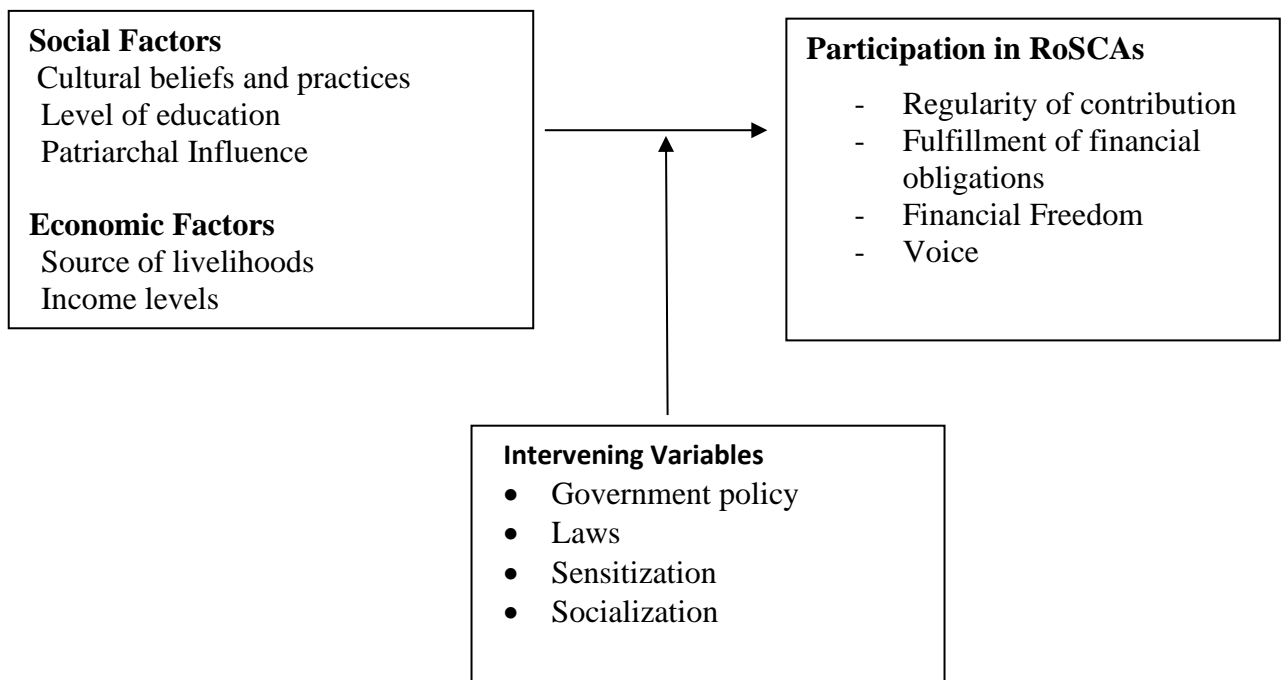 Social Factors
Cultural beliefs and practices
Level of education
Patriarchal Influence
Economic Factors
Source of livelihoods
Income levels
Participation in RoSCAs
- Regularity of contribution
- Fulfillment of financial
obligations
- Financial Freedom
- Voice
Intervening Variables
• Government policy
• Laws
• Sensitization
• Socialization